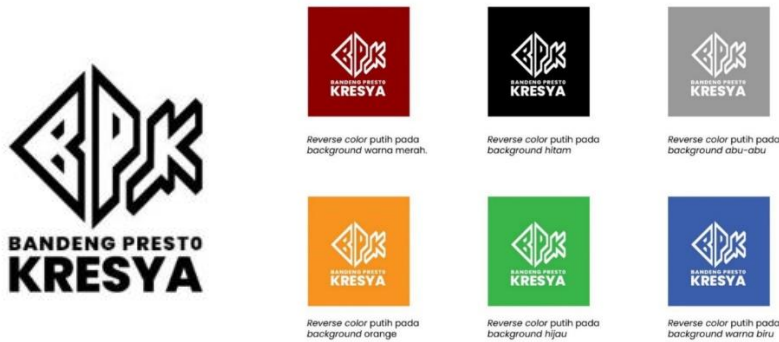 BPK
BANDENG PRESTO
KRESYA
BPK
BANDENG PRESTO
KRESYA
Reverse color putih pada
background warna merah.
BPK
BANDENG PRESTO
KRESYA
Reverse color putih pada
background hitam
BPK
BANDENG PRESTO
KRESYA
Reverse color putih pada
background abu-abu
BPK
BANDENG PRESTO
KRESYA
Reverse color putih pada
background orange
BPK
BANDENG PRESTO
KRESYA
Reverse color putih pada
background hijau
BPK
BANDENG PRESTO
KRESYA
Reverse color putih pada
background warna biru